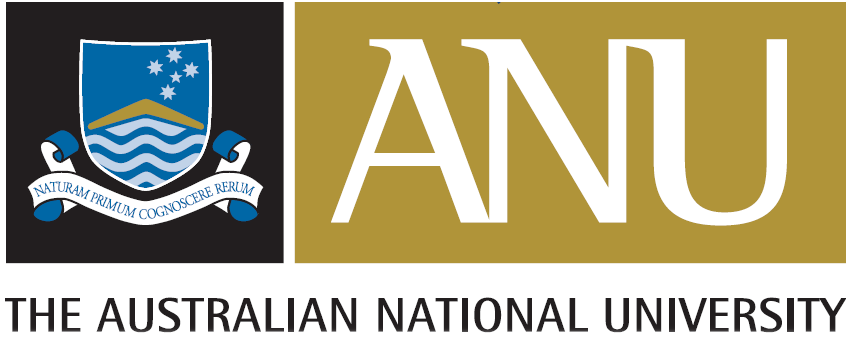 NATURAM PRIMUM COGNOSCERE RERUM
ANU
THE AUSTRALIAN NATIONAL UNIVERSITY